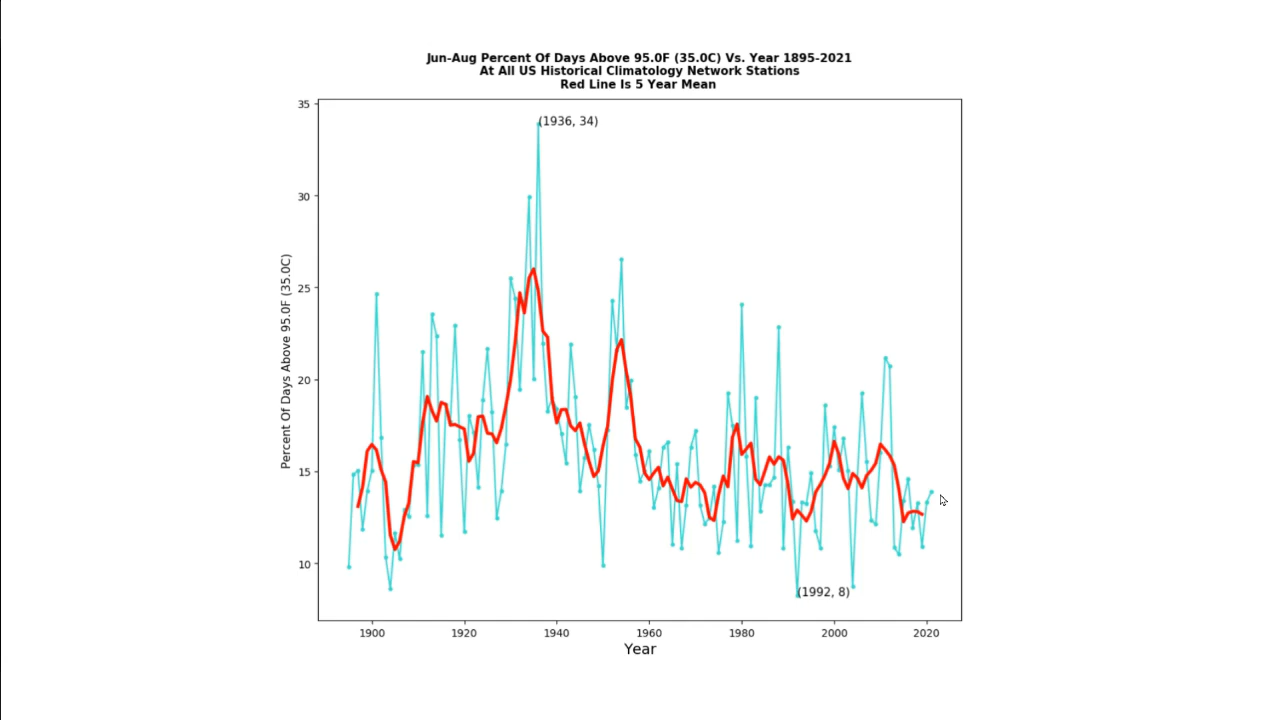 Jun-Aug Percent Of Days Above 95.0F (35.0C) Vs. Year 1895-2021
At All US Historical Climatology Network Stations
Red Line Is 5 Year Mean
Percent Of Days Above 95.0F (35.0C)
35
30
25
20
15
10
(1936, 34)
(1992, 8)
1900 1920 1940 1960 1980 2000 2020
Year